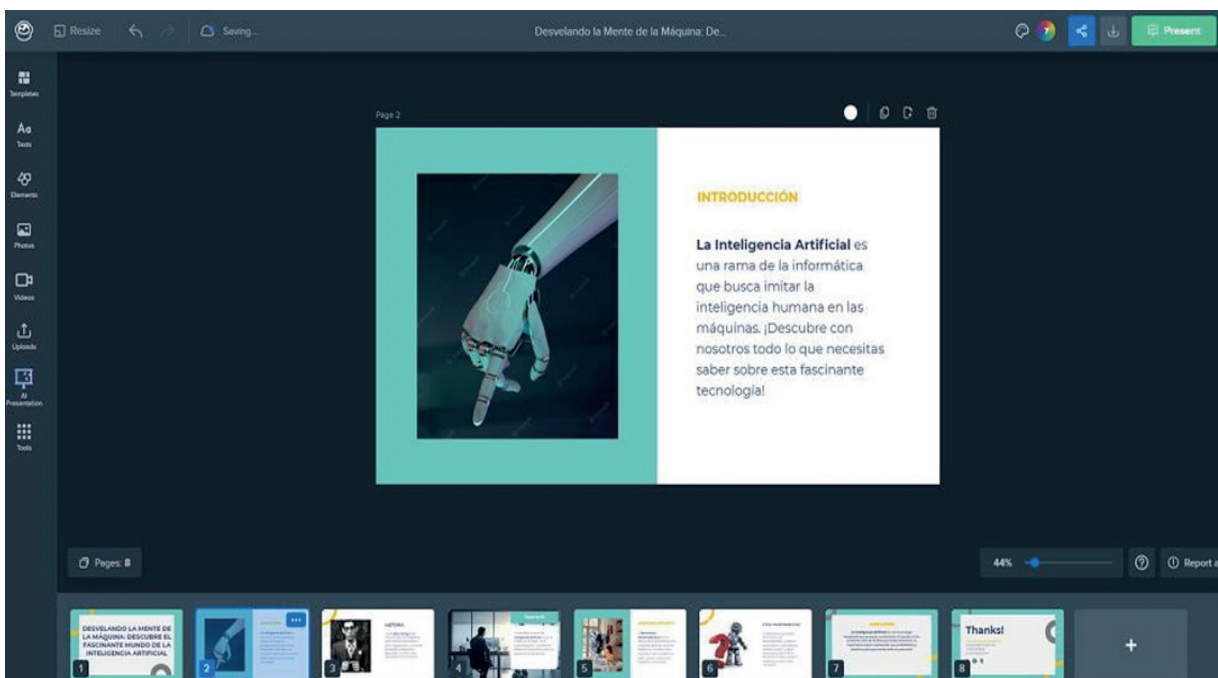 Resize
Saving...
Desvelando la Mente de la Máquina: De...
Present
Templates
Aa
Texts
Elements
Photos
Videos
Uploads
AI
Presentation
Tools
Page 2
INTRODUCCIÓN
La Inteligencia Artificial es
una rama de la informática
que busca imitar la
inteligencia humana en las
máquinas. ¡Descubre con
nosotros todo lo que necesitas
saber sobre esta fascinante
tecnología!
Pages: 8
44%
Report a
DESVELANDO LA MENTE DE
LA MÁQUINA: DESCUBRE EL
FASCINANTE MUNDO DE LA
INTELIGENCIA ARTIFICIAL
1
2
HISTORIA
3
4
5
6
7
Thanks!
8